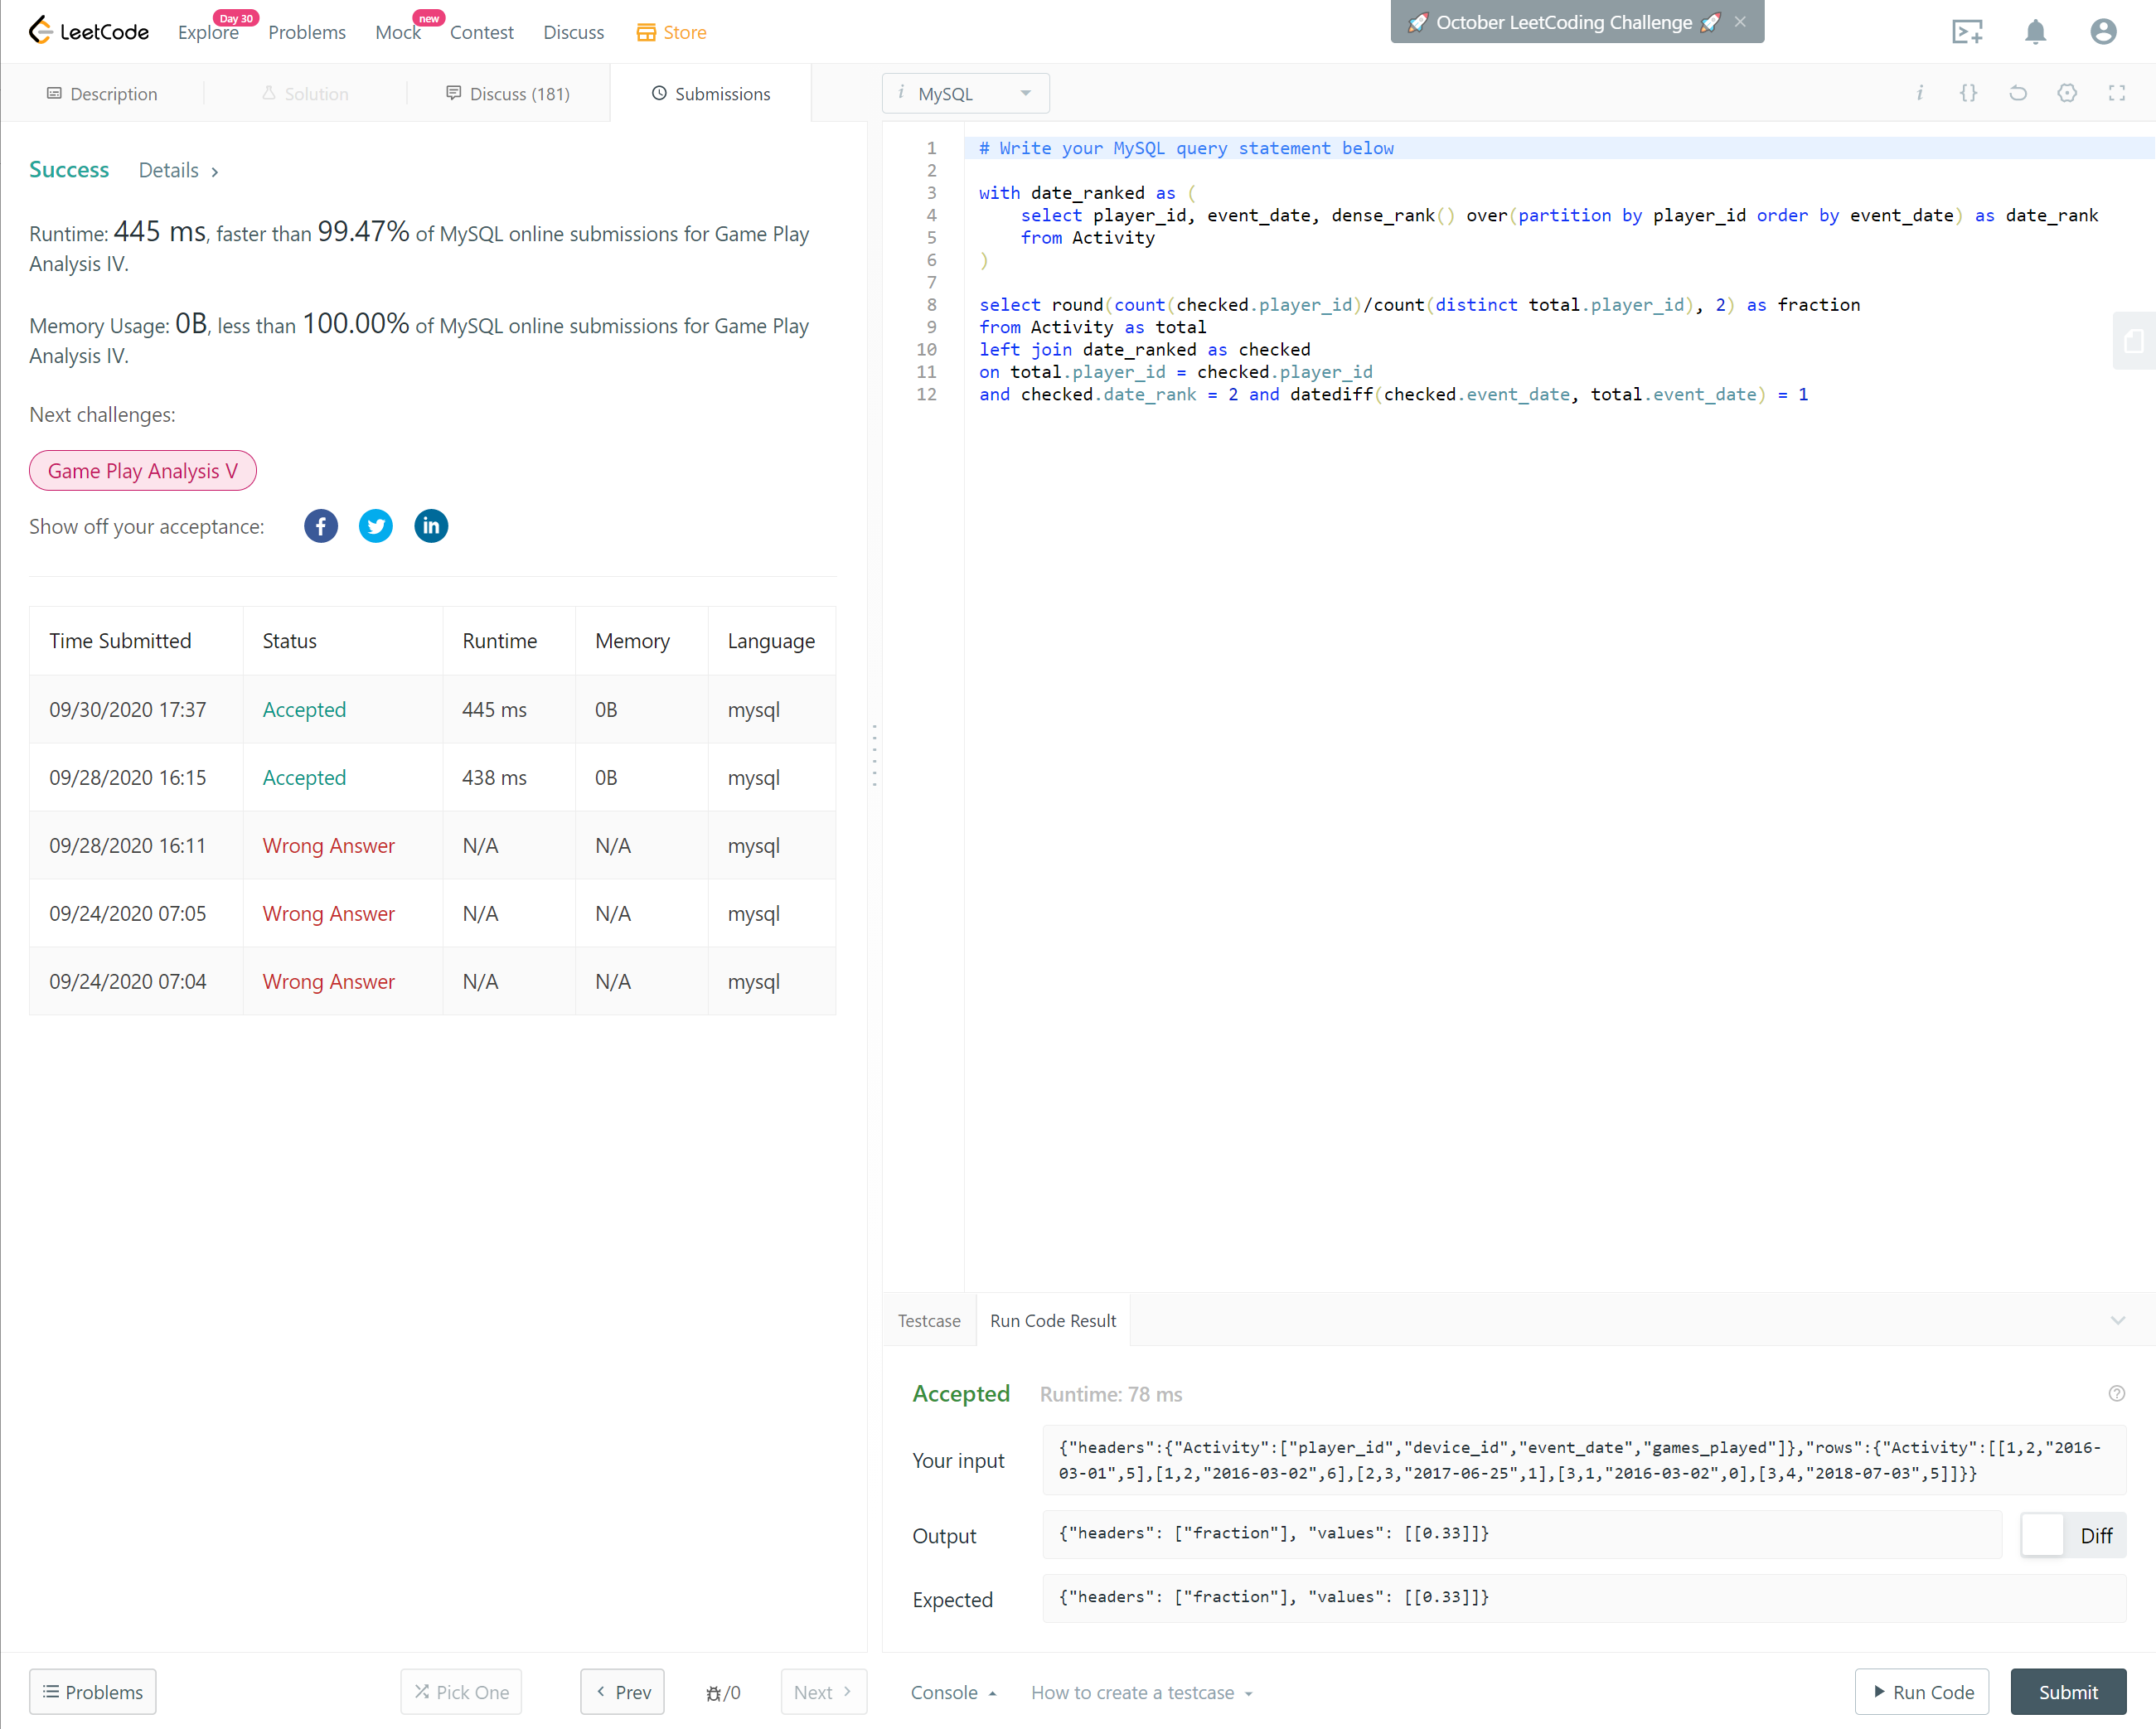 LeetCode
Explore
Day 30
Problems
Mock
new
Contest
Discuss
Store
🚀 October LeetCoding Challenge 🚀 ×
Description
Solution
Discuss (181)
Submissions
i MySQL
Success Details >
Runtime: 445 ms, faster than 99.47% of MySQL online submissions for Game Play
Analysis IV.
Memory Usage: 0B, less than 100.00% of MySQL online submissions for Game Play
Analysis IV.
Next challenges:
Game Play Analysis V
Show off your acceptance:
Time Submitted Status Runtime Memory Language
09/30/2020 17:37 Accepted 445 ms 0B mysql
09/28/2020 16:15 Accepted 438 ms 0B mysql
09/28/2020 16:11 Wrong Answer N/A N/A mysql
09/24/2020 07:05 Wrong Answer N/A N/A mysql
09/24/2020 07:04 Wrong Answer N/A N/A mysql
1 # Write your MySQL query statement below
2
3 with date_ranked as (
4 select player_id, event_date, dense_rank() over(partition by player_id order by event_date) as date_rank
5 from Activity
6 )
7
8 select round(count(checked.player_id)/count(distinct total.player_id), 2) as fraction
9 from Activity as total
10 left join date_ranked as checked
11 on total.player_id = checked.player_id
12 and checked.date_rank = 2 and datediff(checked.event_date, total.event_date) = 1
Testcase
Run Code Result
Accepted Runtime: 78 ms
Your input
{"headers":{"Activity":["player_id","device_id","event_date","games_played"]},"rows":{"Activity":[[1,2,"2016-
03-01",5],[1,2,"2016-03-02",6],[2,3,"2017-06-25",1],[3,1,"2016-03-02",0],[3,4,"2018-07-03",5]]}}
Output
{"headers": ["fraction"], "values": [[0.33]]}
Diff
Expected
{"headers": ["fraction"], "values": [[0.33]]}
Problems
Pick One
< Prev
/0
Next >
Console
How to create a testcase
Run Code
Submit